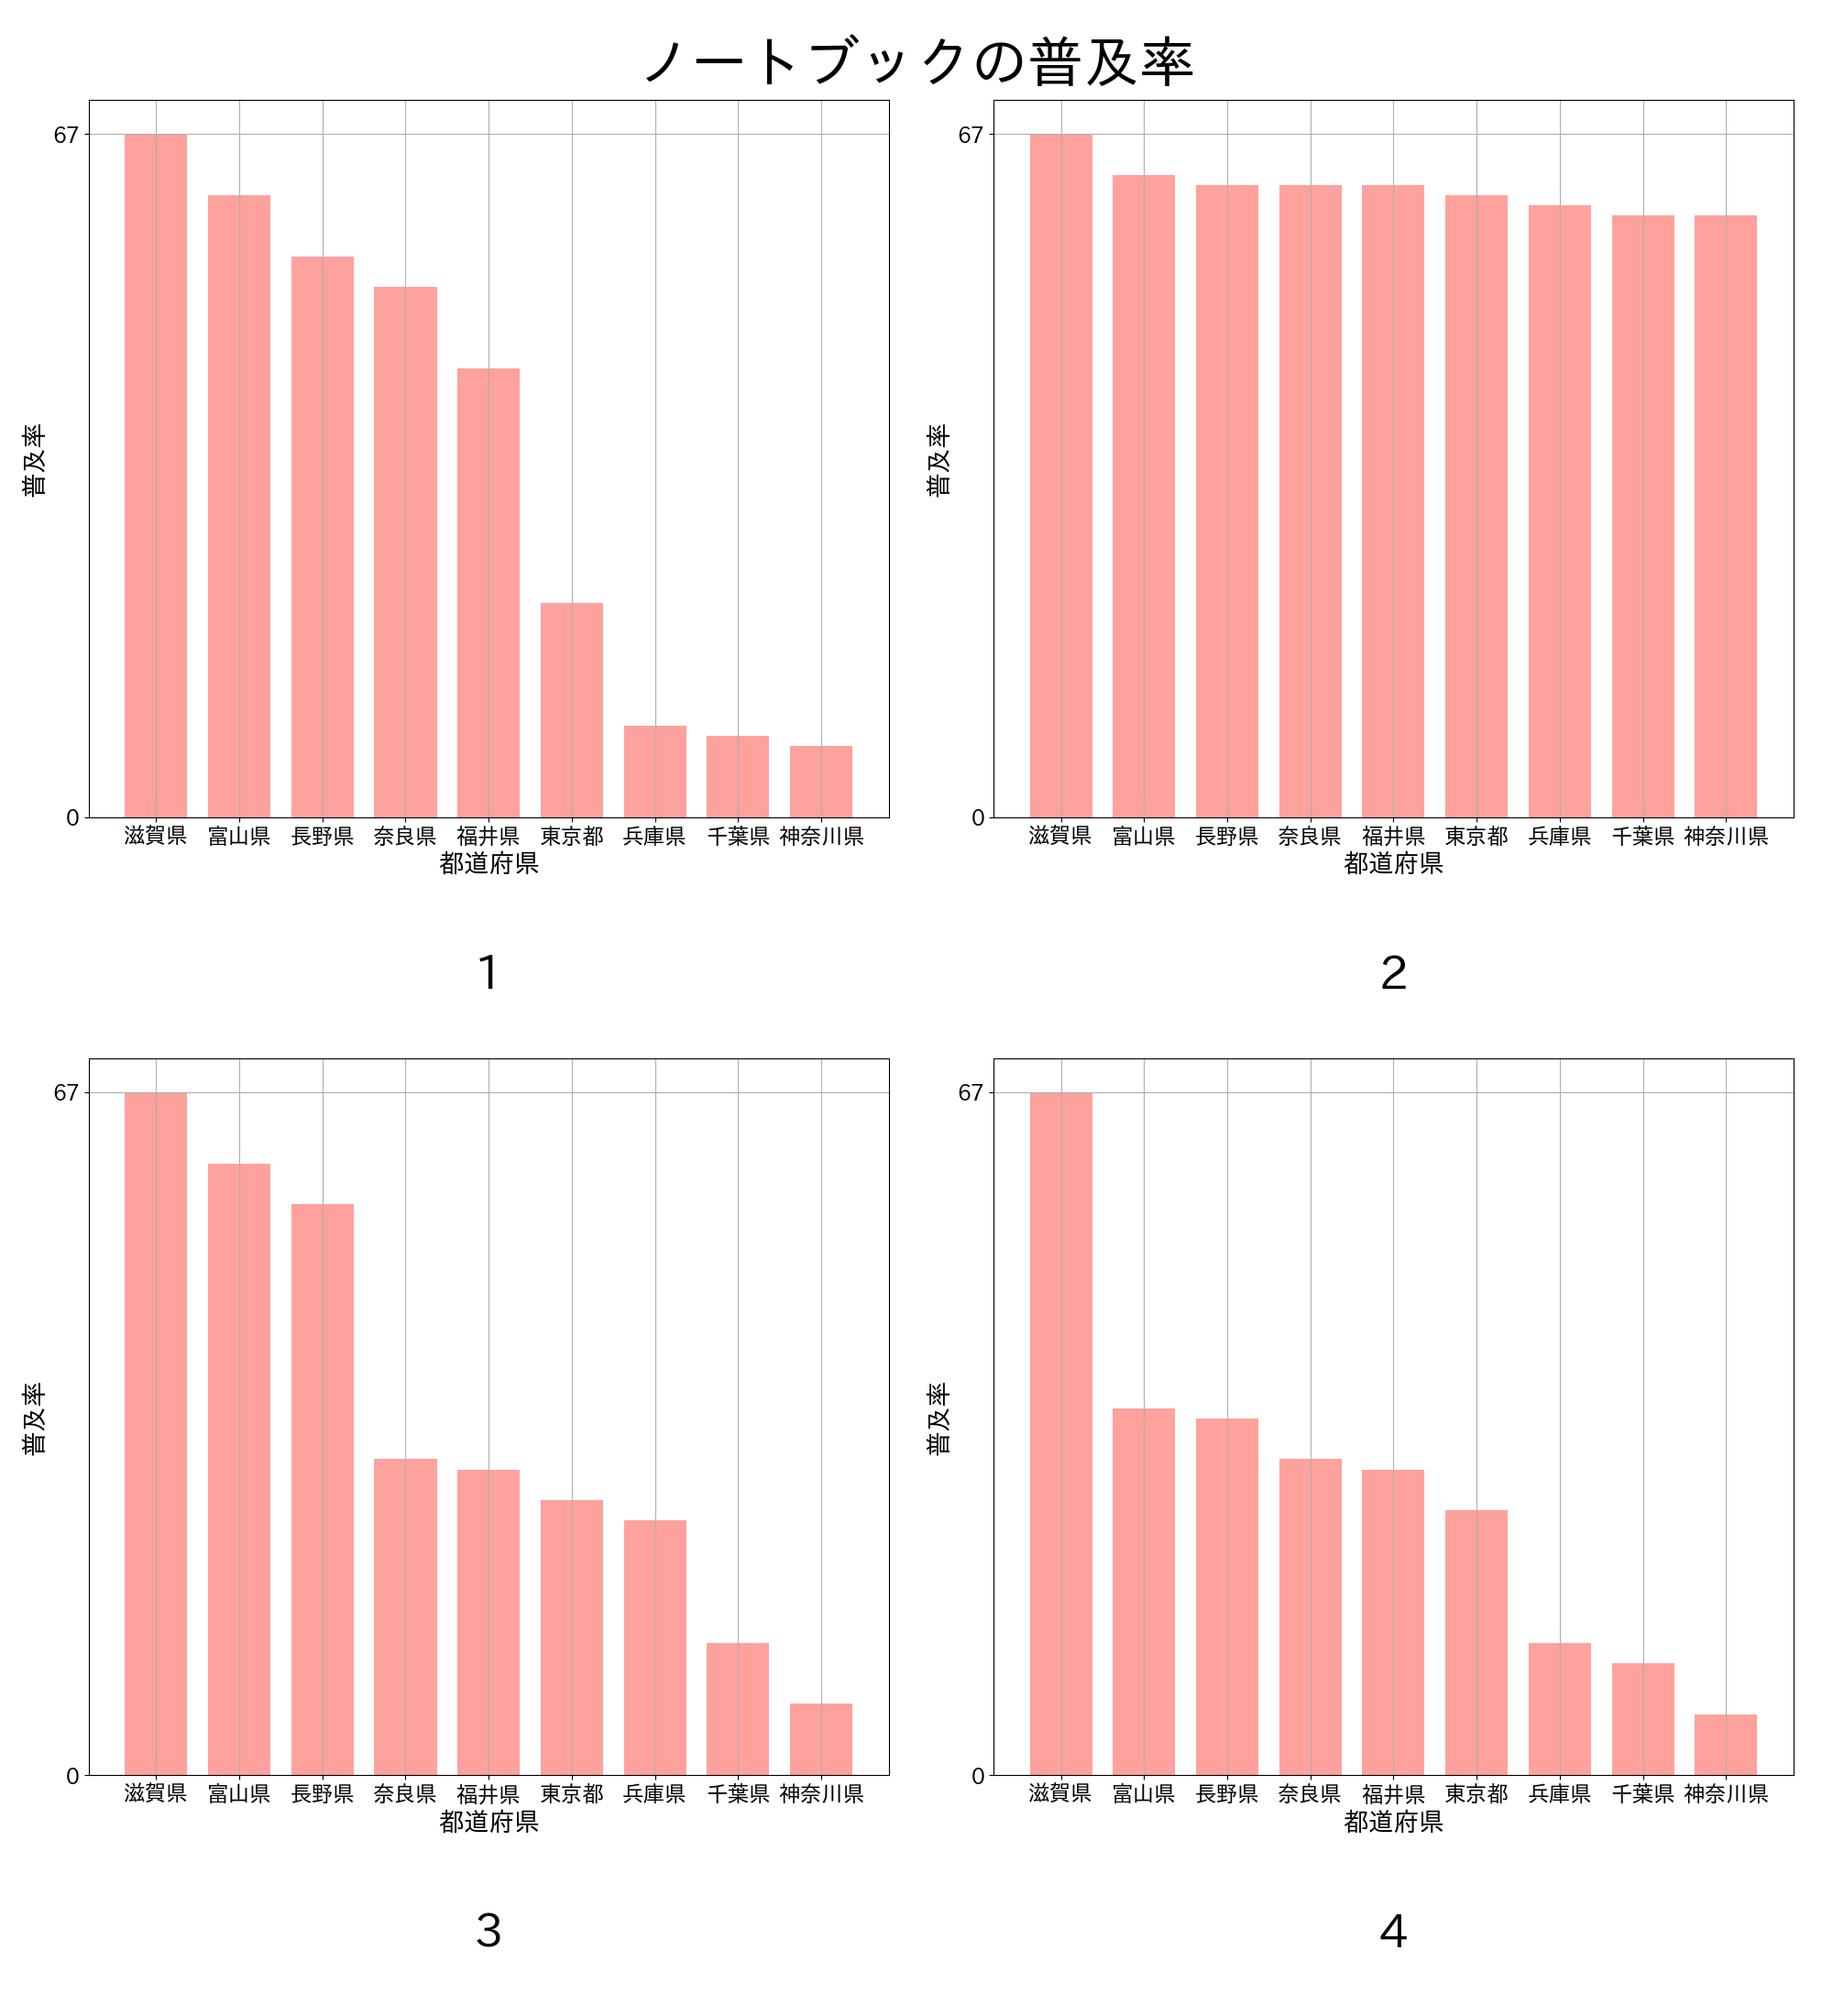 ノートブックの普及率
67
0
普及率
滋賀県 富山県 長野県 奈良県 福井県 東京都 兵庫県 千葉県 神奈川県
都道府県
1
67
0
普及率
滋賀県 富山県 長野県 奈良県 福井県 東京都 兵庫県 千葉県 神奈川県
都道府県
2
67
0
普及率
滋賀県 富山県 長野県 奈良県 福井県 東京都 兵庫県 千葉県 神奈川県
都道府県
3
67
0
普及率
滋賀県 富山県 長野県 奈良県 福井県 東京都 兵庫県 千葉県 神奈川県
都道府県
4